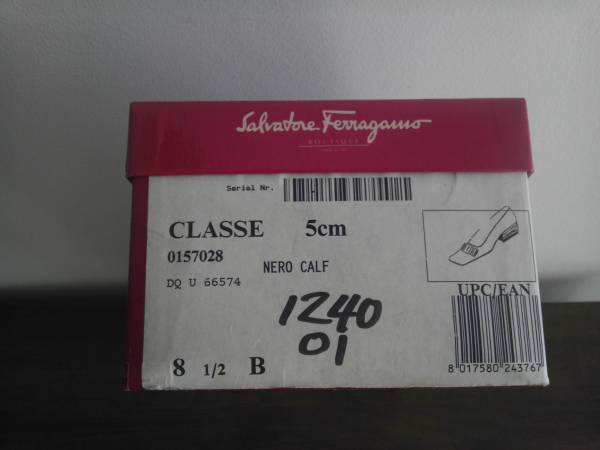 Salvatore Ferragamo
BOUTIQUE
Serial Nr.
CLASSE 5cm
0157028
NERO CALF
DQ U 66574
1240
01
UPC/EAN
8 1/2 B
8 017580 243767